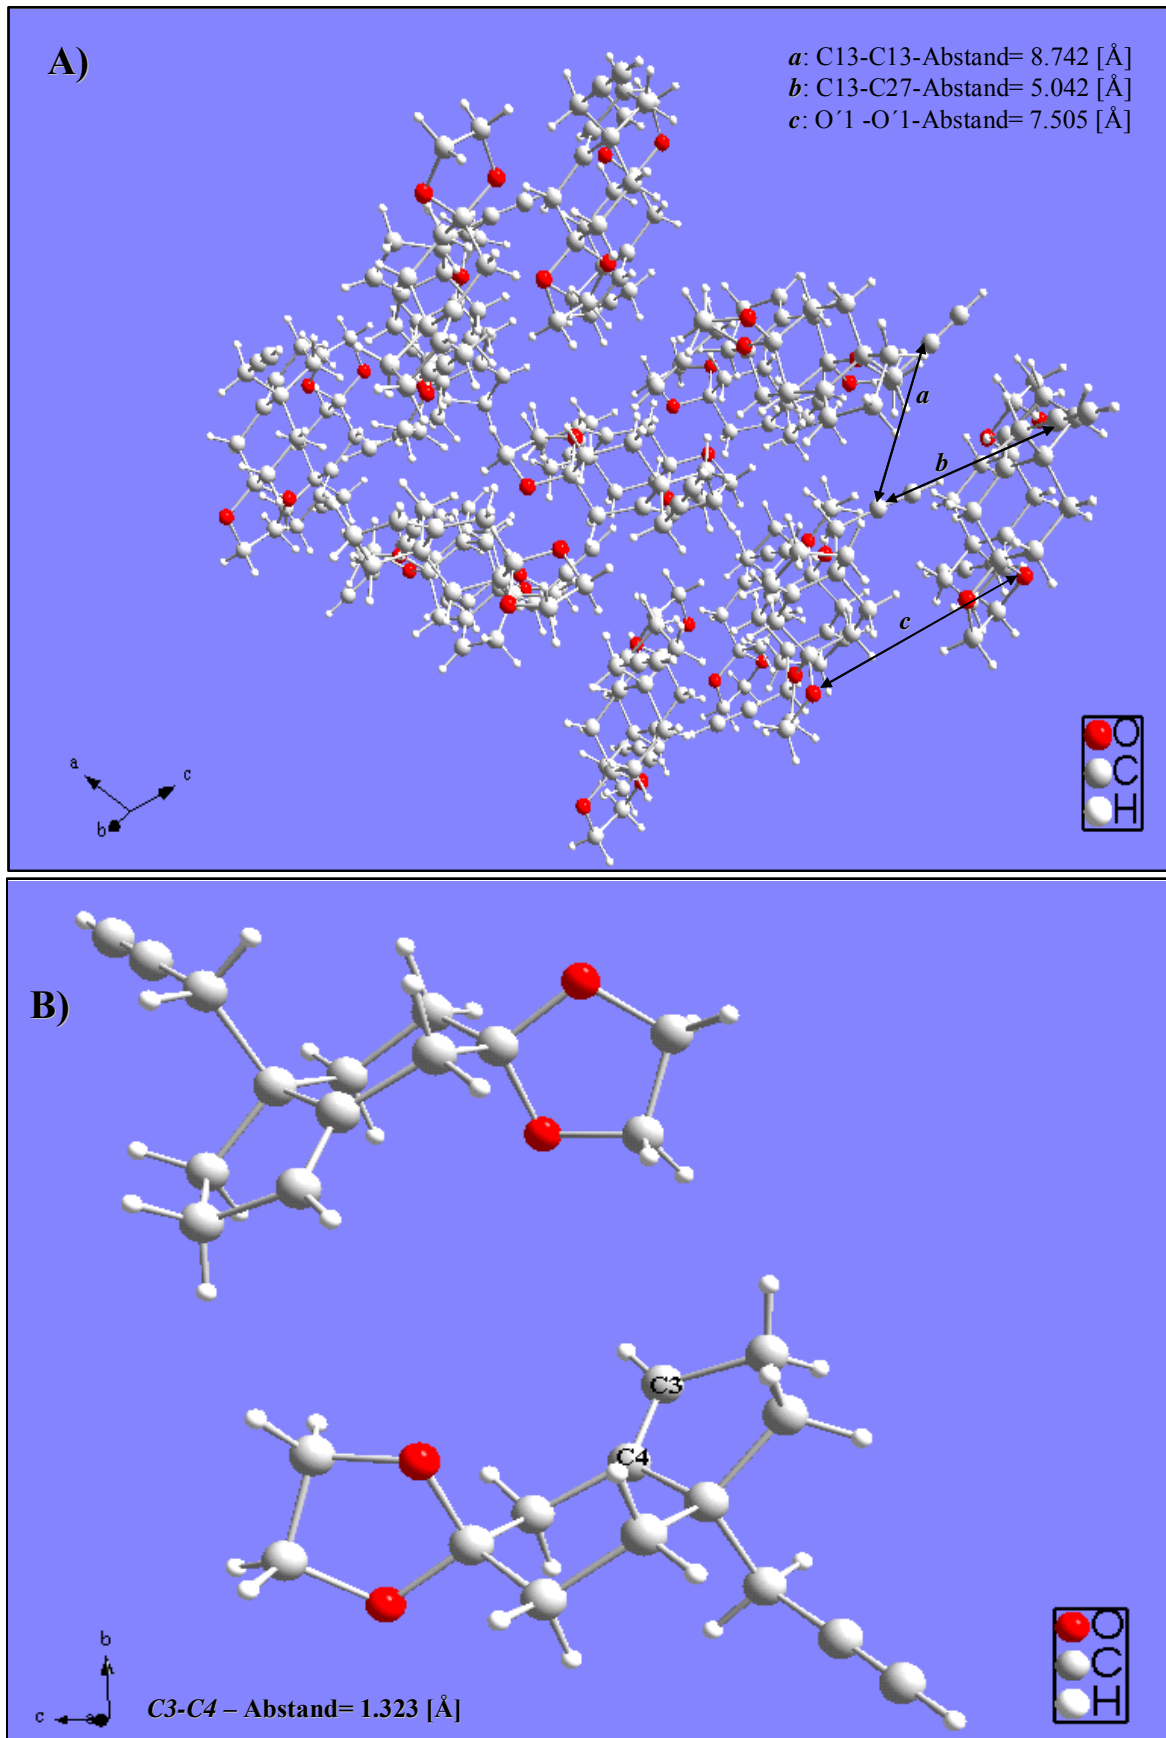 A)
a: C13-C13-Abstand= 8.742 [Å]
b: C13-C27-Abstand= 5.042 [Å]
c: O´1 -O´1-Abstand= 7.505 [Å]
a
b
c
a
c
b
O
C
H
B)
C3
C4
b
c
a
C3-C4 – Abstand= 1.323 [Å]
O
C
H